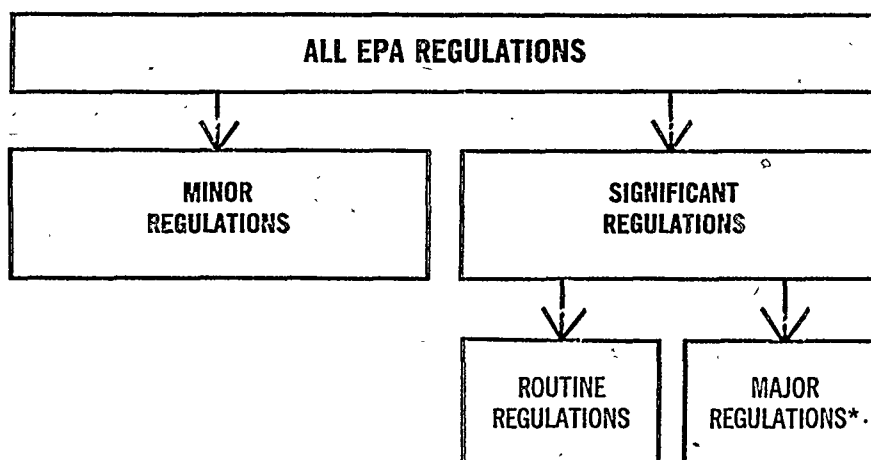 ALL EPA REGULATIONS
MINOR
REGULATIONS
SIGNIFICANT
REGULATIONS
ROUTINE
REGULATIONS
MAJOR
REGULATIONS*